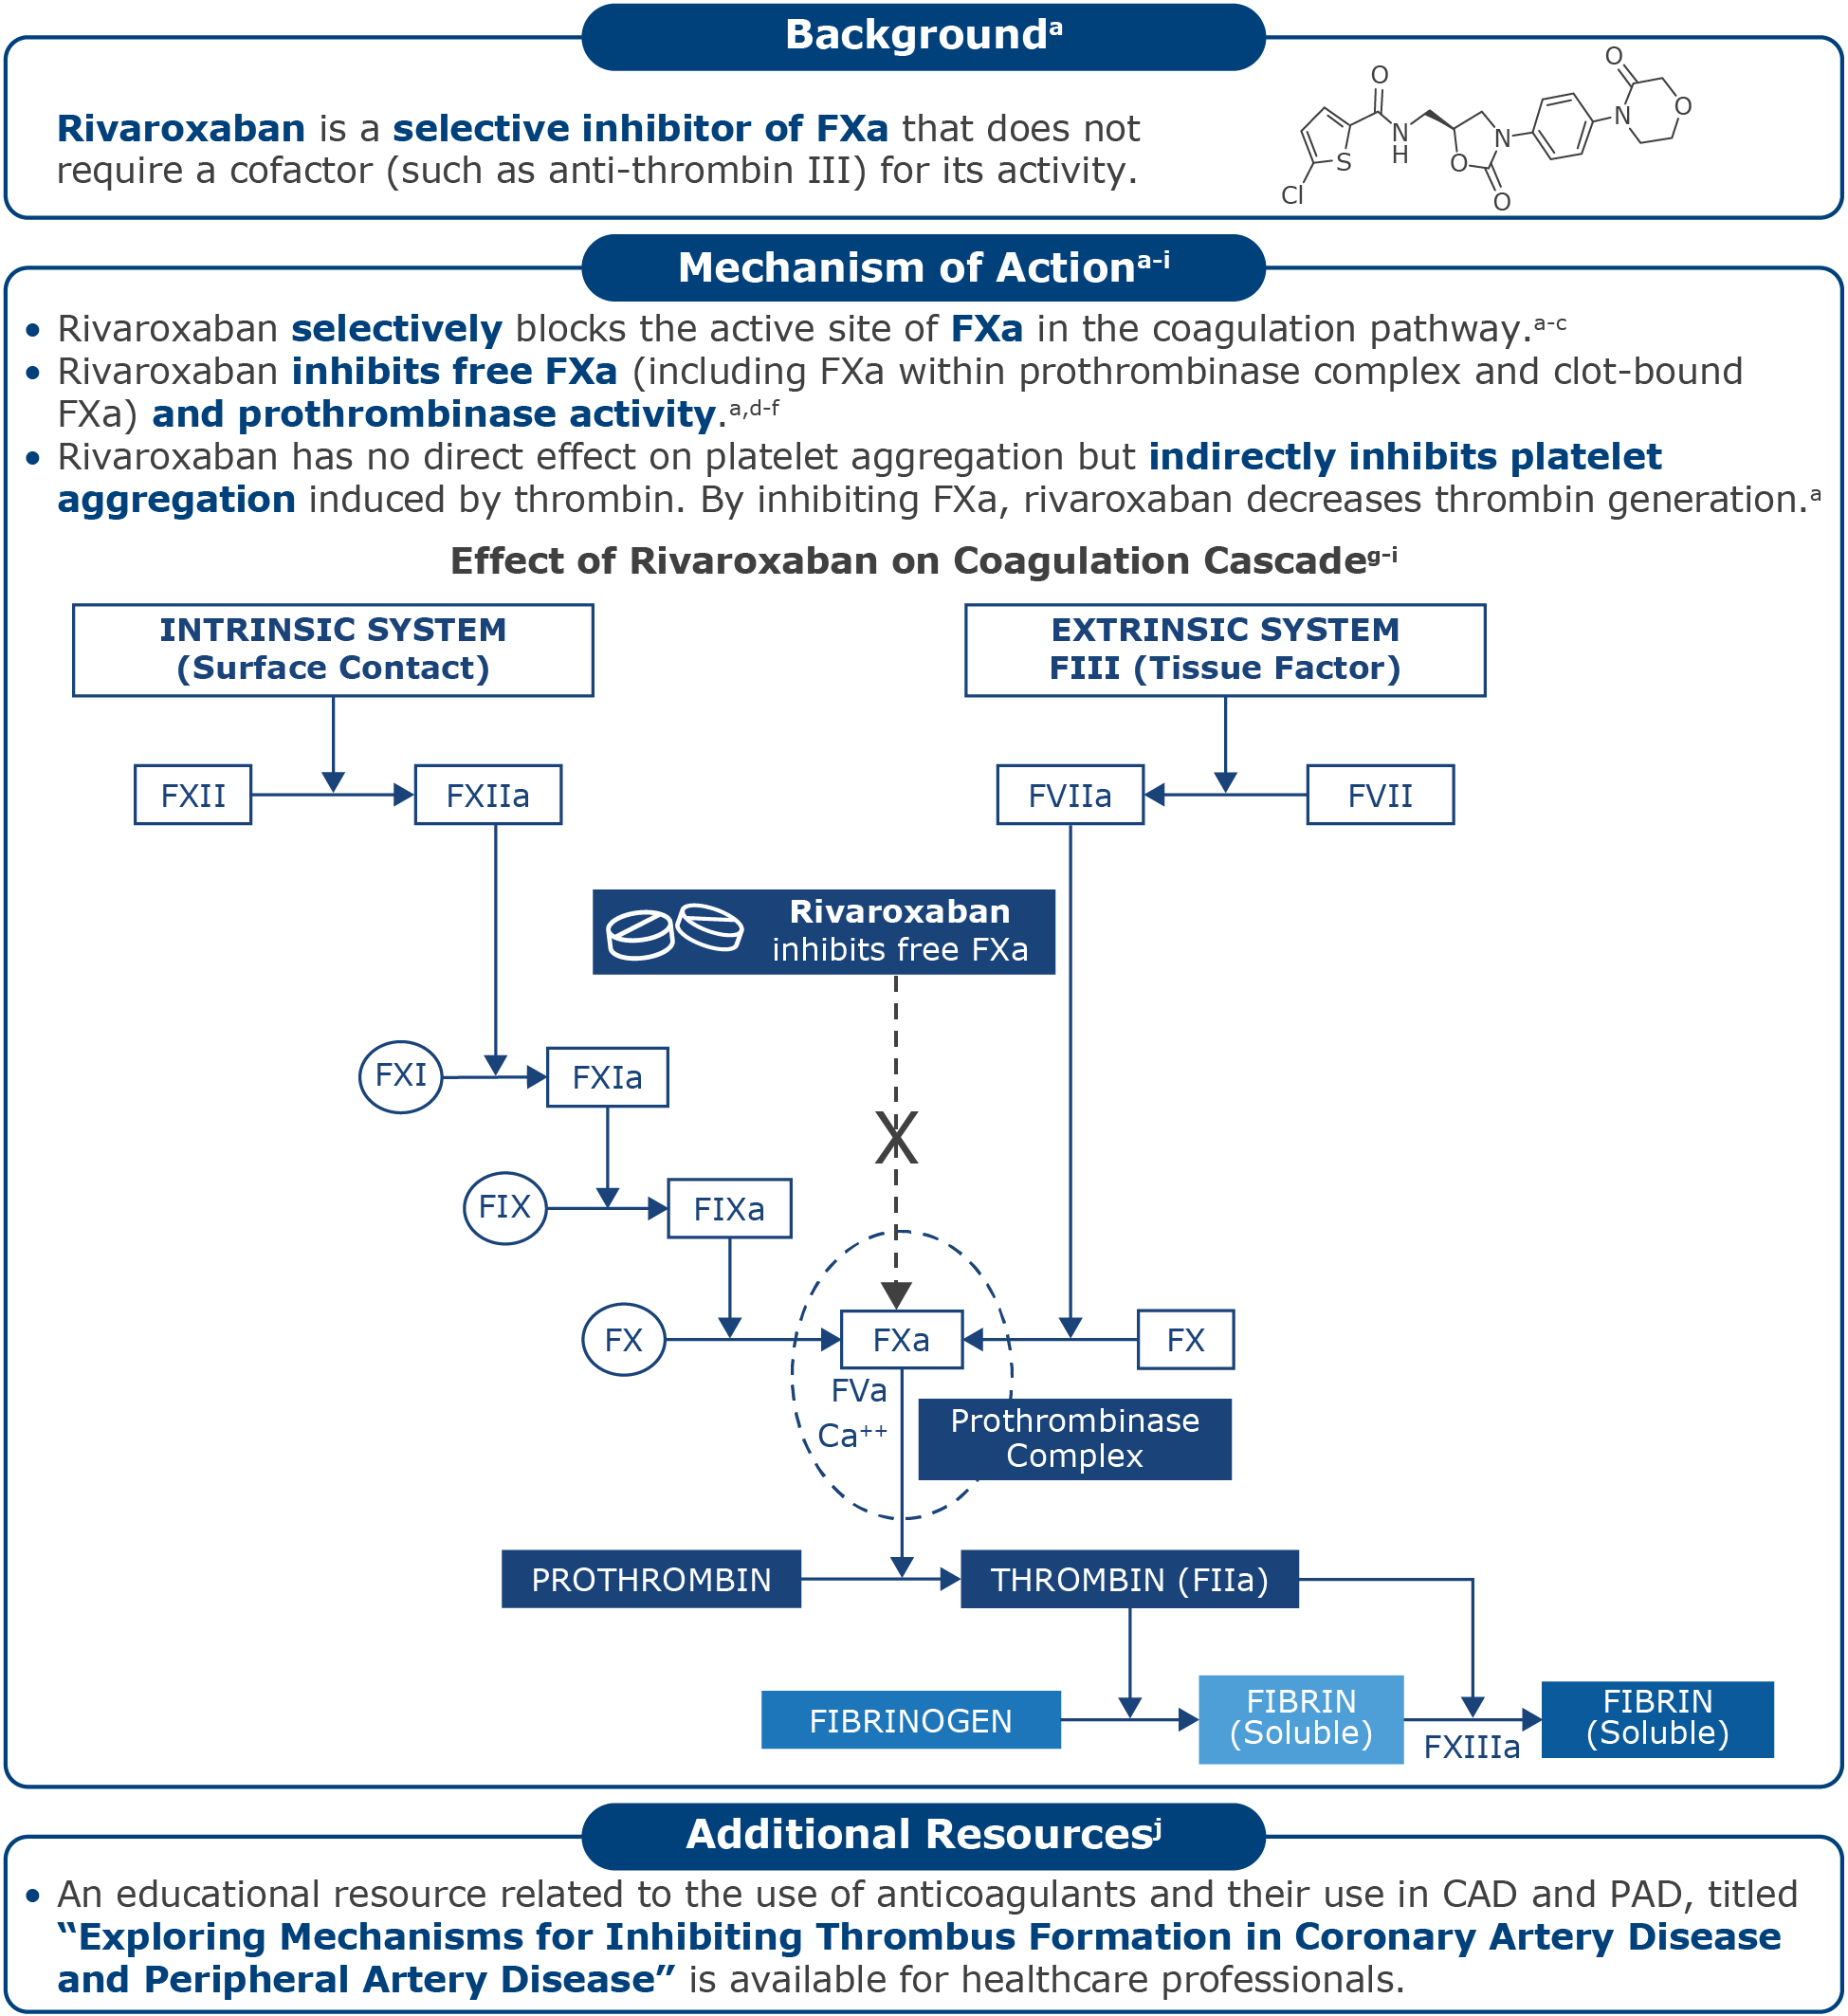 Backgroundᵃ
Rivaroxaban is a selective inhibitor of FXa that does not
require a cofactor (such as anti-thrombin III) for its activity.
O
Cl
S
N
H
O
O
N
N
O
O
Mechanism of Actionᵃ⁻ⁱ
• Rivaroxaban selectively blocks the active site of FXa in the coagulation pathway.ᵃ⁻ᶜ
• Rivaroxaban inhibits free FXa (including FXa within prothrombinase complex and clot-bound
FXa) and prothrombinase activity.ᵃ,ᵈ⁻ᶠ
• Rivaroxaban has no direct effect on platelet aggregation but indirectly inhibits platelet
aggregation induced by thrombin. By inhibiting FXa, rivaroxaban decreases thrombin generation.ᵃ
Effect of Rivaroxaban on Coagulation Cascadeᵍ⁻ⁱ
INTRINSIC SYSTEM
(Surface Contact)
EXTRINSIC SYSTEM
FIII (Tissue Factor)
FXII
FXIIa
FVIIa
FVII
Rivaroxaban
inhibits free FXa
FXI
FXIa
X
FIX
FIXa
FX
FXa
FX
FVa
Ca⁺⁺
Prothrombinase
Complex
PROTHROMBIN
THROMBIN (FIIa)
FIBRINOGEN
FIBRIN
(Soluble)
FXIIIa
FIBRIN
(Soluble)
Additional Resourcesʲ
• An educational resource related to the use of anticoagulants and their use in CAD and PAD, titled
“Exploring Mechanisms for Inhibiting Thrombus Formation in Coronary Artery Disease
and Peripheral Artery Disease” is available for healthcare professionals.